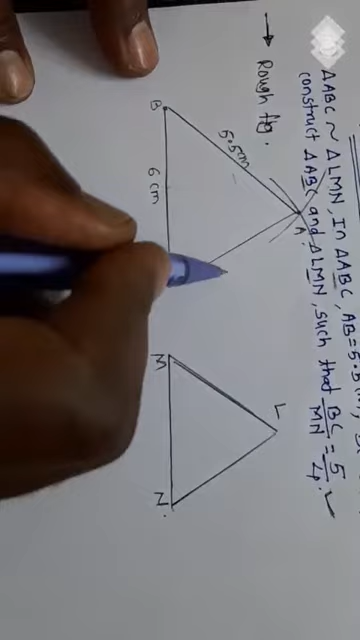 ΔABC ~ ΔLMN, In ΔABC, AB = 5.5
construct ΔABC and ΔLMN, such that BC/MN = 5/4.
→ Rough fig.
B
5.5 cm
6 cm
A
M
L
N